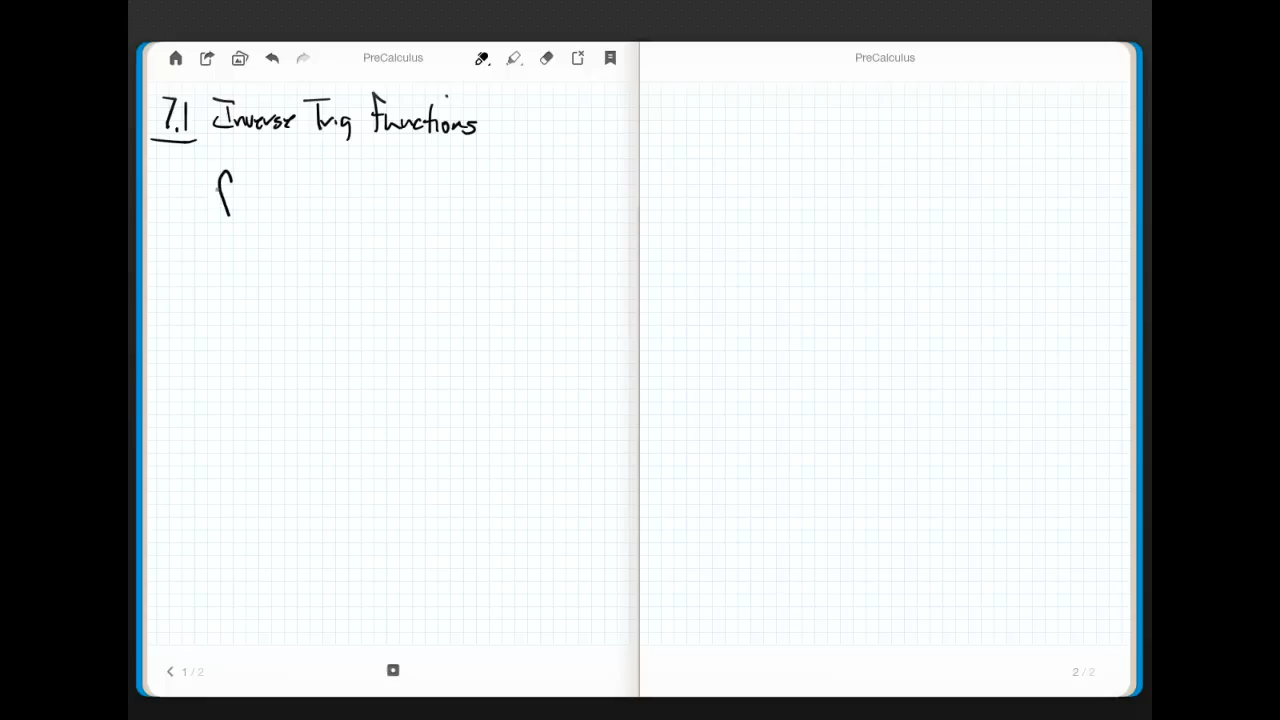 PreCalculus
7.1 Inverse Trig Functions
1 / 2
PreCalculus
2 / 2